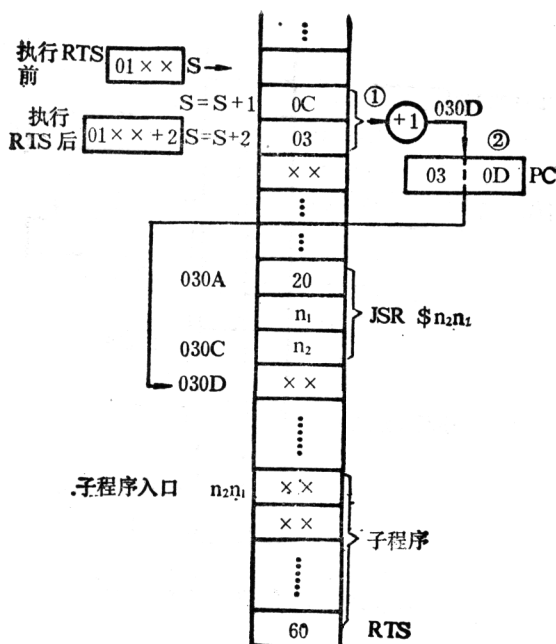 执行RTS
前
01×× S
S=S+1 0C ① +1 030D
执行
RTS后
01××+2 S=S+2 03
②
03 0D PC
××
030A 20
n₁ JSR $n₂n₁
030C n₂
030D ××
子程序入口 n₂n₁ ××
×× 子程序
60 RTS